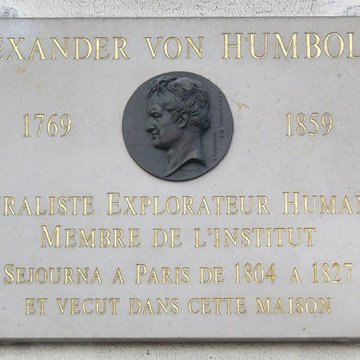 EXANDER VON HUMBOL
1769 1859
RALISTE EXPLORATEUR HUMAN
MEMBRE DE L'INSTITUT
SEJOURNA A PARIS DE 1804 A 1827
ET VECUT DANS CETTE MAISON